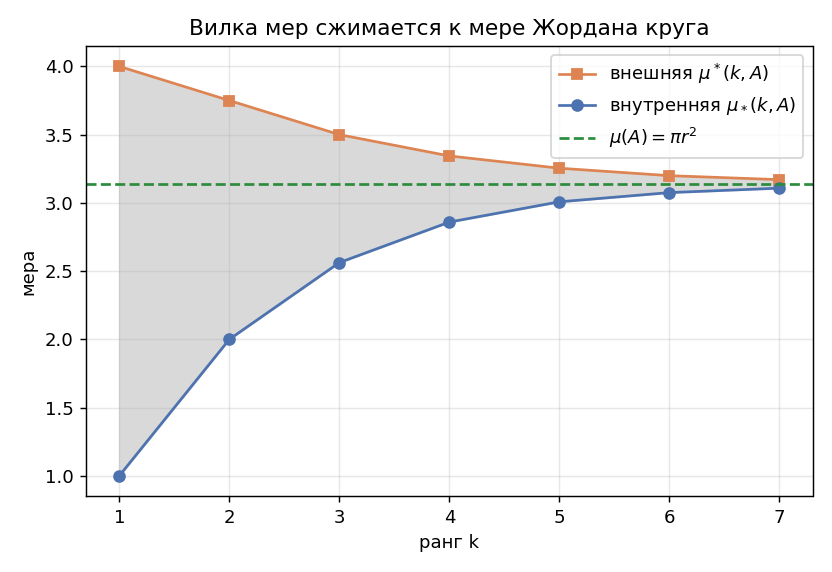 Вилка мер сжимается к мере Жордана круга
внешняя μ*(k, A)
внутренняя μ_*(k, A)
μ(A) = πr²
мера
4.0
3.5
3.0
2.5
2.0
1.5
1.0
1 2 3 4 5 6 7
ранг k